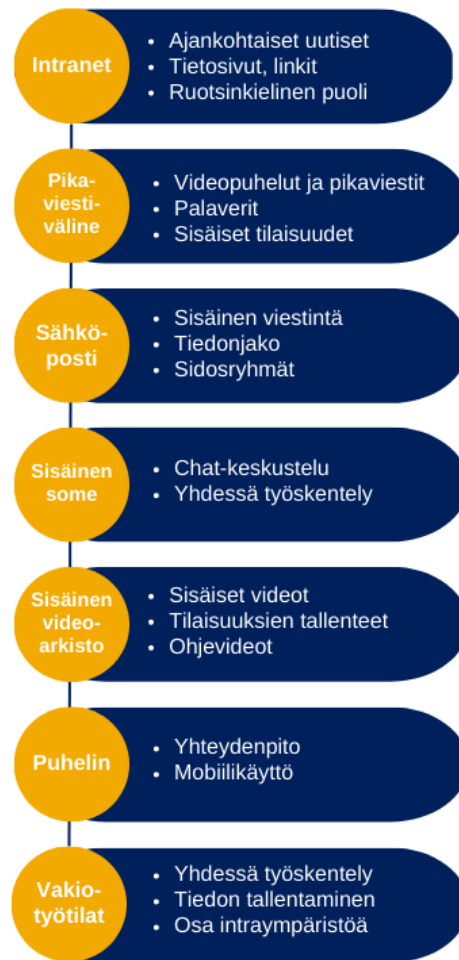 Intranet
• Ajankohtaiset uutiset
• Tietosivut, linkit
• Ruotsinkielinen puoli
Pika-
viesti-
väline
• Videopuhelut ja pikaviestit
• Palaverit
• Sisäiset tilaisuudet
Sähkö-
posti
• Sisäinen viestintä
• Tiedonjako
• Sidosryhmät
Sisäinen
some
• Chat-keskustelu
• Yhdessä työskentely
Sisäinen
video-
arkisto
• Sisäiset videot
• Tilaisuuksien tallenteet
• Ohjevideot
Puhelin
• Yhteydenpito
• Mobiilikäyttö
Vakio-
työtilat
• Yhdessä työskentely
• Tiedon tallentaminen
• Osa intraympäristöä